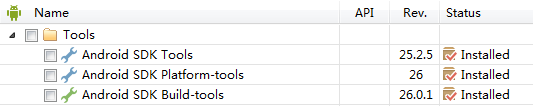 Name API Rev. Status
Tools
Android SDK Tools 25.2.5 Installed
Android SDK Platform-tools 26 Installed
Android SDK Build-tools 26.0.1 Installed